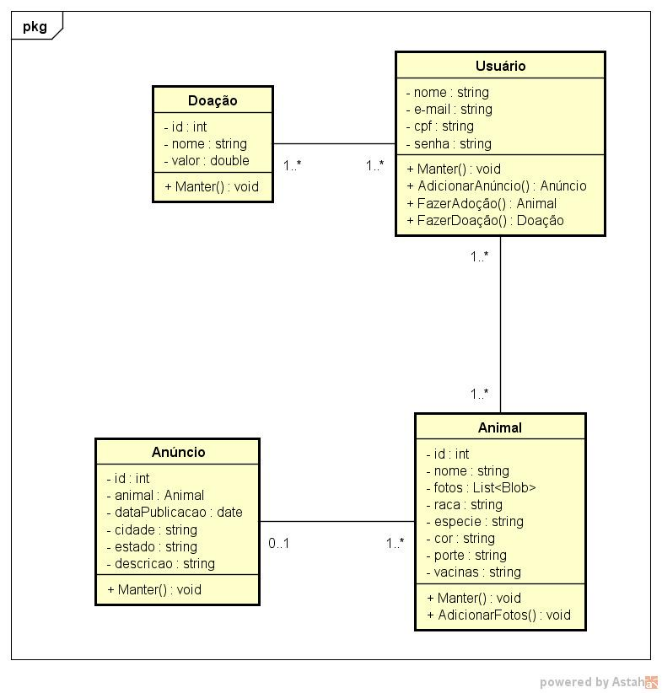 pkg
Usuário
- nome : string
- e-mail : string
- cpf : string
- senha : string
+ Manter() : void
+ AdicionarAnúncio() : Anúncio
+ FazerAdoção() : Animal
+ FazerDoação() : Doação
Doação
- id : int
- nome : string
- valor : double
+ Manter() : void
1..*
1..*
1..*
1..*
Animal
- id : int
- nome : string
- fotos : List<Blob>
- raca : string
- especie : string
- cor : string
- porte : string
- vacinas : string
+ Manter() : void
+ AdicionarFotos() : void
Anúncio
- id : int
- animal : Animal
- dataPublicacao : date
- cidade : string
- estado : string
- descricao : string
+ Manter() : void
0..1
1..*
powered by Astah